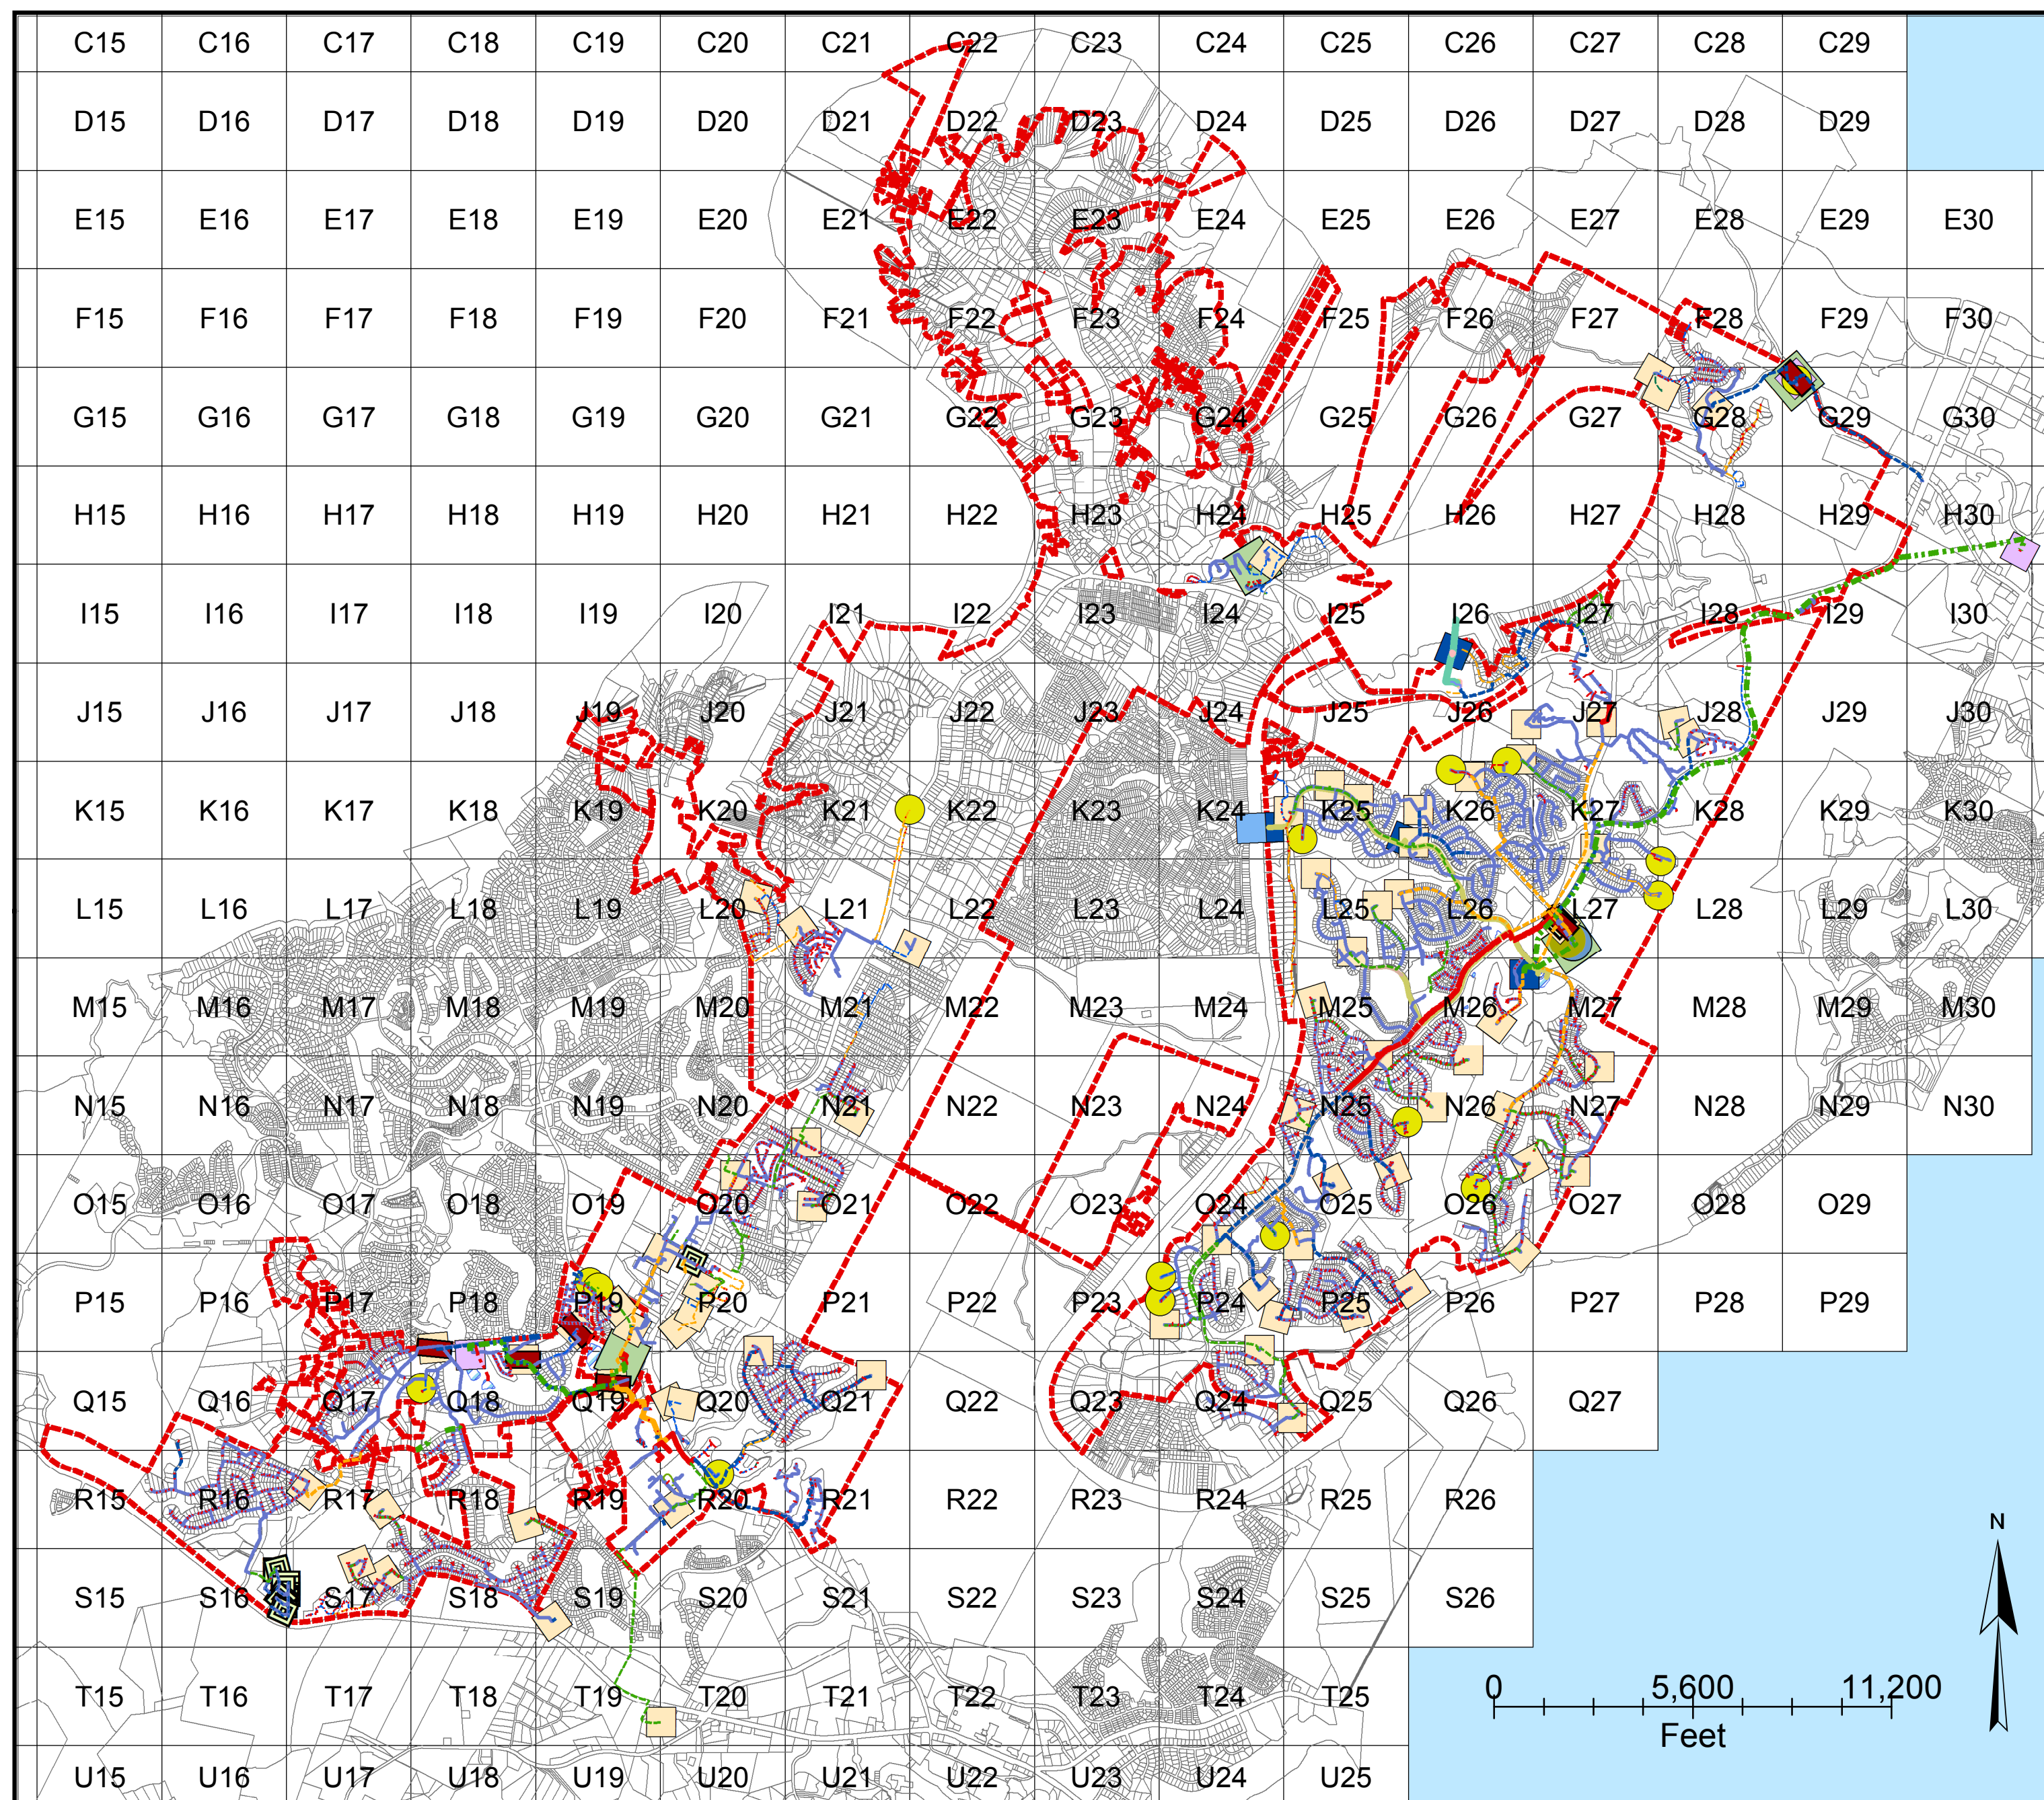 C15 C16 C17 C18 C19 C20 C21 C22 C23 C24 C25 C26 C27 C28 C29
D15 D16 D17 D18 D19 D20 D21 D22 D23 D24 D25 D26 D27 D28 D29
E15 E16 E17 E18 E19 E20 E21 E22 E23 E24 E25 E26 E27 E28 E29 E30
F15 F16 F17 F18 F19 F20 F21 F22 F23 F24 F25 F26 F27 F28 F29 F30
G15 G16 G17 G18 G19 G20 G21 G22 G23 G24 G25 G26 G27 G28 G29 G30
H15 H16 H17 H18 H19 H20 H21 H22 H23 H24 H25 H26 H27 H28 H29 H30
I15 I16 I17 I18 I19 I20 I21 I22 I23 I24 I25 I26 I27 I28 I29 I30
J15 J16 J17 J18 J19 J20 J21 J22 J23 J24 J25 J26 J27 J28 J29 J30
K15 K16 K17 K18 K19 K20 K21 K22 K23 K24 K25 K26 K27 K28 K29 K30
L15 L16 L17 L18 L19 L20 L21 L22 L23 L24 L25 L26 L27 L28 L29 L30
M15 M16 M17 M18 M19 M20 M21 M22 M23 M24 M25 M26 M27 M28 M29 M30
N15 N16 N17 N18 N19 N20 N21 N22 N23 N24 N25 N26 N27 N28 N29 N30
O15 O16 O17 O18 O19 O20 O21 O22 O23 O24 O25 O26 O27 O28 O29
P15 P16 P17 P18 P19 P20 P21 P22 P23 P24 P25 P26 P27 P28 P29
Q15 Q16 Q17 Q18 Q19 Q20 Q21 Q22 Q23 Q24 Q25 Q26 Q27
R15 R16 R17 R18 R19 R20 R21 R22 R23 R24 R25 R26
N
S15 S16 S17 S18 S19 S20 S21 S22 S23 S24 S25 S26
T15 T16 T17 T18 T19 T20 T21 T22 T23 T24 T25
0 5,600 11,200
Feet
U15 U16 U17 U18 U19 U20 U21 U22 U23 U24 U25